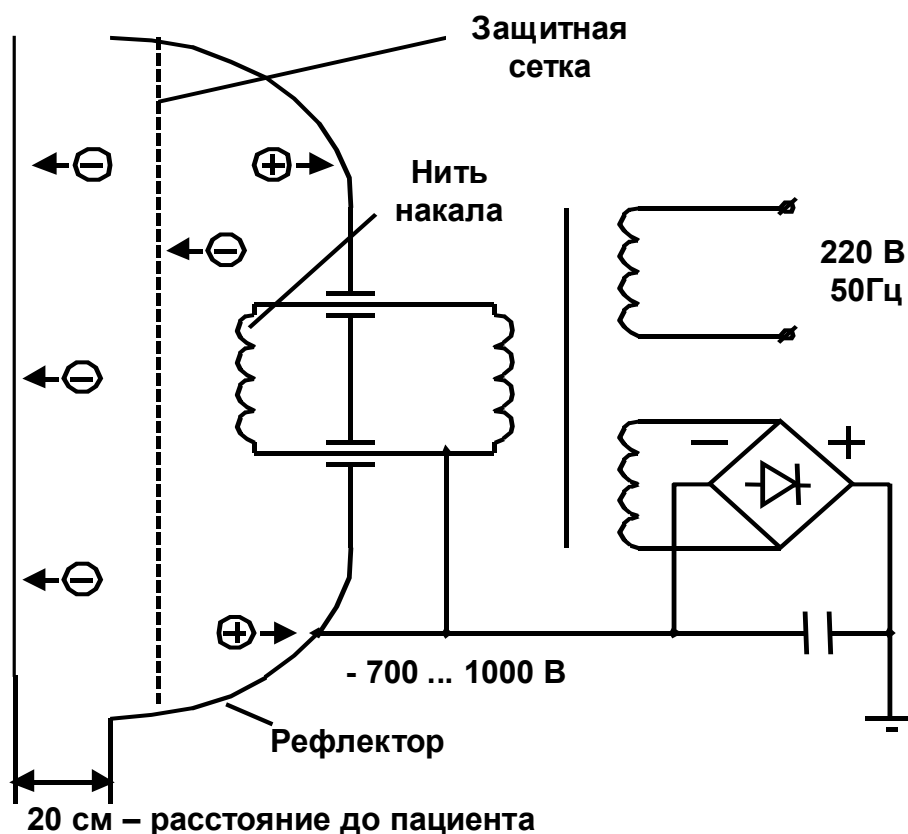 Защитная
сетка
Нить
накала
220 В
50Гц
- 700 ... 1000 В
Рефлектор
20 см – расстояние до пациента